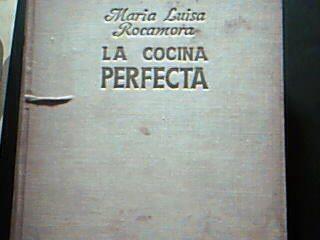 Maria Luisa
Rocamora
LA COCINA
PERFECTA